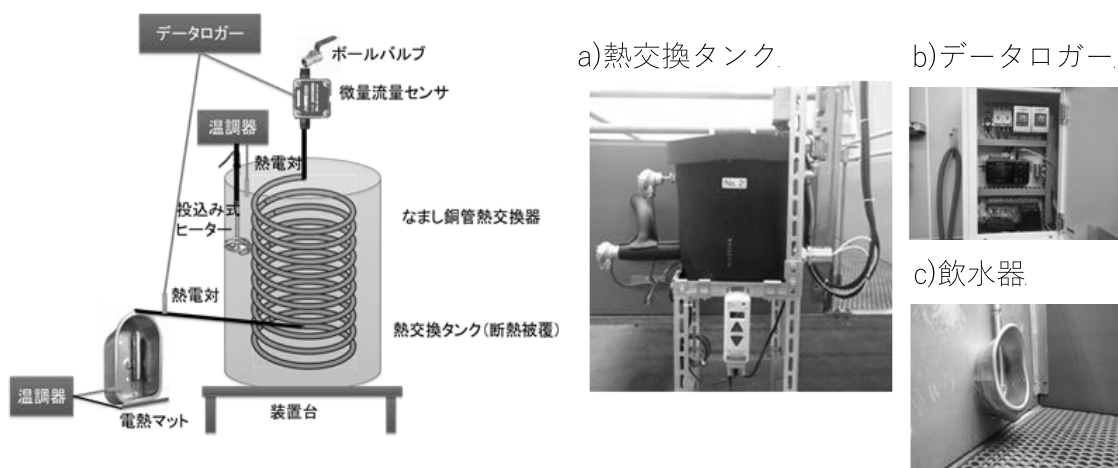 データロガー
ボールバルブ
微量流量センサ
温調器
熱電対
投込み式
ヒーター
なまし銅管熱交換器
熱電対
熱交換タンク(断熱被覆)
温調器
電熱マット
装置台
a)熱交換タンク
No. 2
b)データロガー
c)飲水器